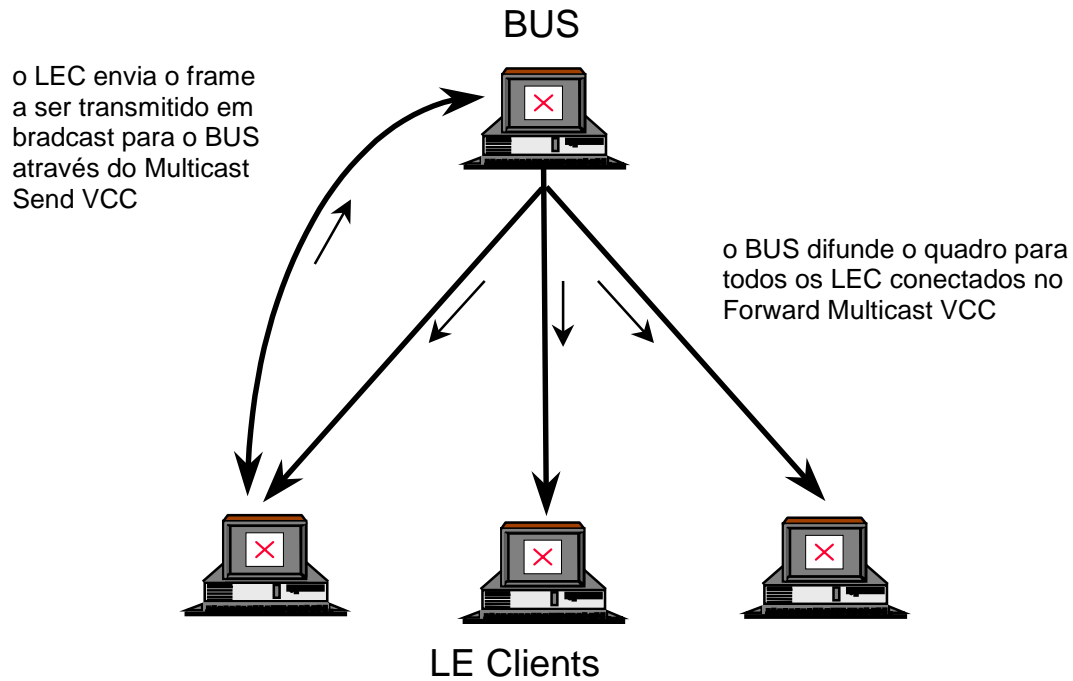 BUS
o LEC envia o frame
a ser transmitido em
bradcast para o BUS
através do Multicast
Send VCC
o BUS difunde o quadro para
todos os LEC conectados no
Forward Multicast VCC
LE Clients